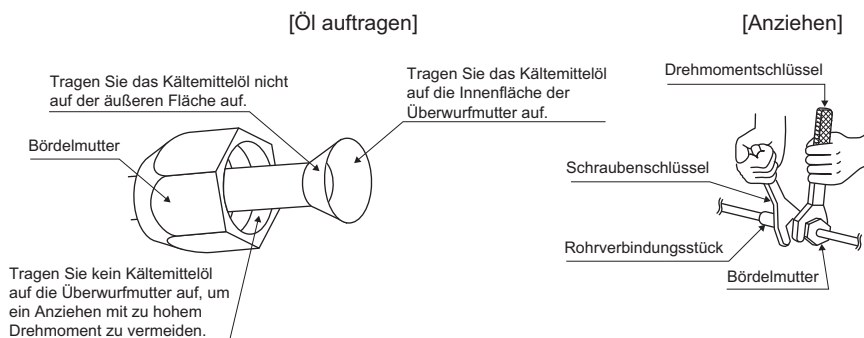 [Öl auftragen]
Tragen Sie das Kältemittelöl nicht
auf der äußeren Fläche auf.
Tragen Sie das Kältemittelöl
auf die Innenfläche der
Überwurfmutter auf.
Bördelmutter
Tragen Sie kein Kältemittelöl
auf die Überwurfmutter auf, um
ein Anziehen mit zu hohem
Drehmoment zu vermeiden.
[Anziehen]
Drehmomentschlüssel
Schraubenschlüssel
Rohrverbindungsstück
Bördelmutter